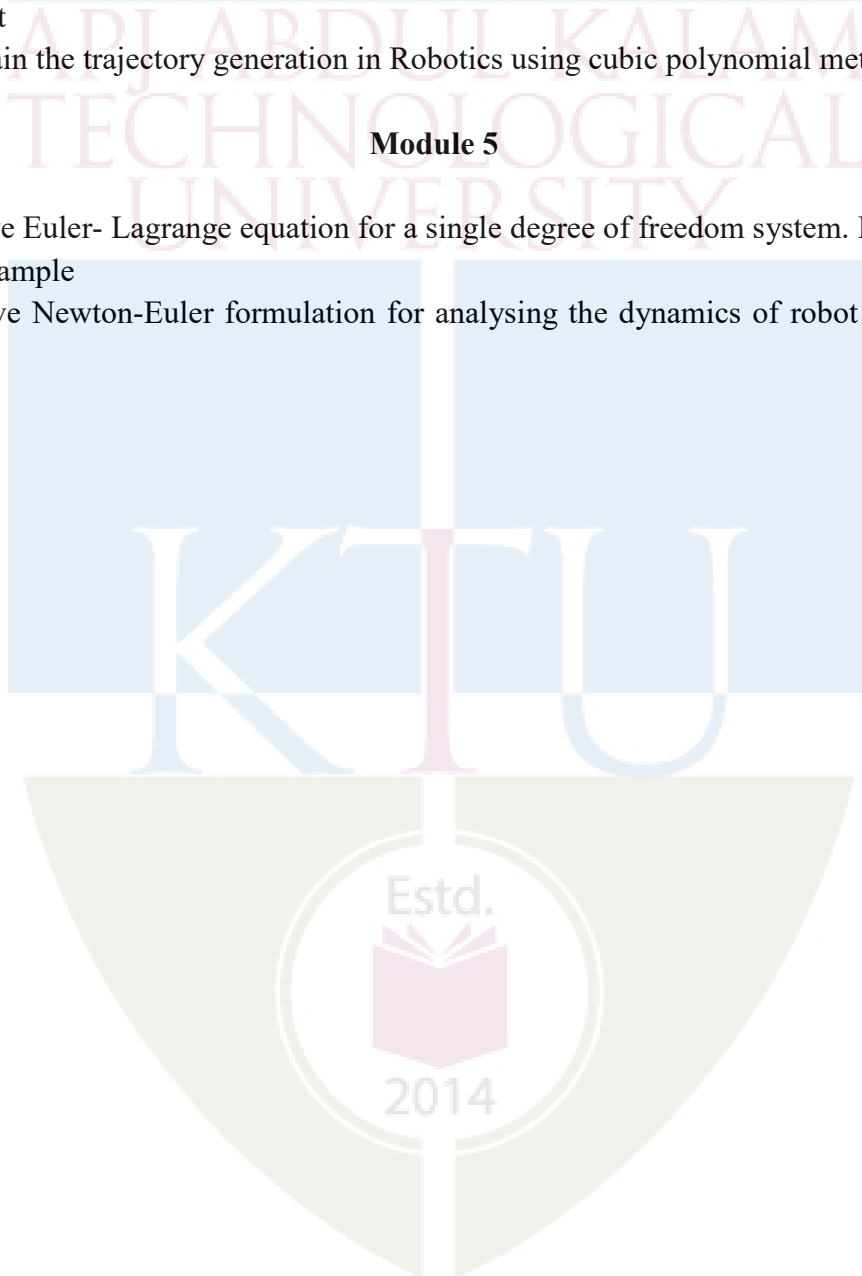 t
in the trajectory generation in Robotics using cubic polynomial met
APJ ABDUL KALAM
TECHNOLOGICAL
Module 5
UNIVERSITY
e Euler- Lagrange equation for a single degree of freedom system.
ample
ve Newton-Euler formulation for analysing the dynamics of robot
KTU
Estd.
2014